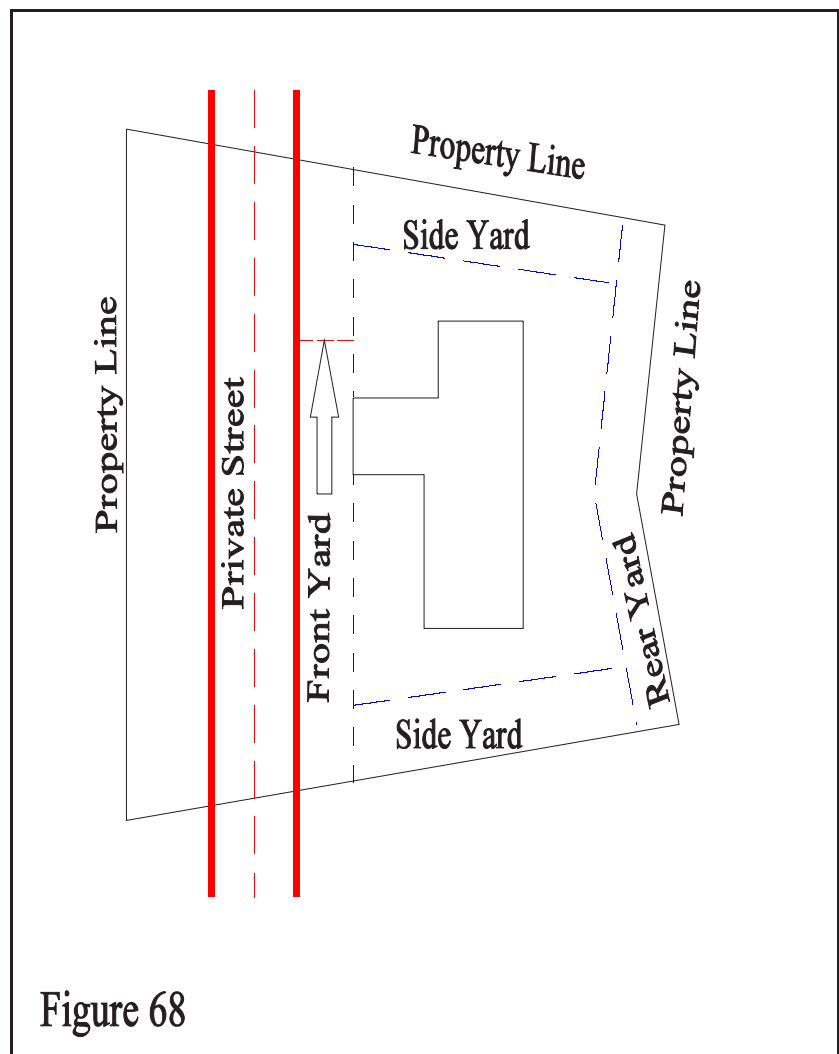 Property Line
Side Yard
Property Line
Property Line
Private Street
Front Yard
Rear Yard
Side Yard
Figure 68